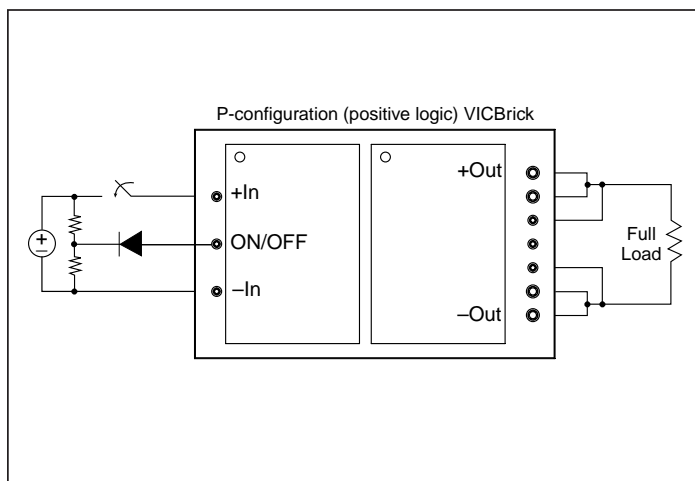 P-configuration (positive logic) VICBrick
+In
ON/OFF
–In
+Out
–Out
Full
Load